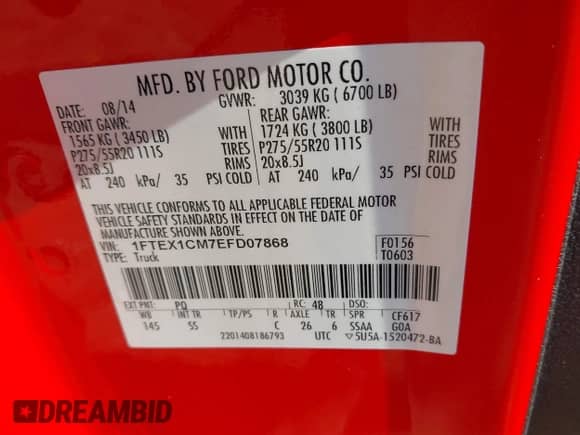 MFD. BY FORD MOTOR CO.
DATE: 08/14 GVWR: 3039 KG ( 6700 LB)
FRONT GAWR: REAR GAWR:
1565 KG ( 3450 LB) WITH 1724 KG ( 3800 LB) WITH
P275/55R20 111S TIRES P275/55R20 111S TIRES
20x8.5J RIMS 20x8.5J RIMS
AT 240 kPa/ 35 PSI COLD AT 240 kPa/ 35 PSI COLD
THIS VEHICLE CONFORMS TO ALL APPLICABLE FEDERAL MOTOR
VEHICLE SAFETY STANDARDS IN EFFECT ON THE DATE OF
MANUFACTURE SHOWN ABOVE.
VIN: 1FTEX1CM7EFD07868 F0156
TYPE: Truck T0603
EXT PNT: PQ RC: 48 DSO:
WB INT TR TP/PS R AXLE TR SPR CF617
145 SS C 26 6 SSAA G0A
2201408186793 UTC ▽5U5A-1520472-BA
DREAMBID